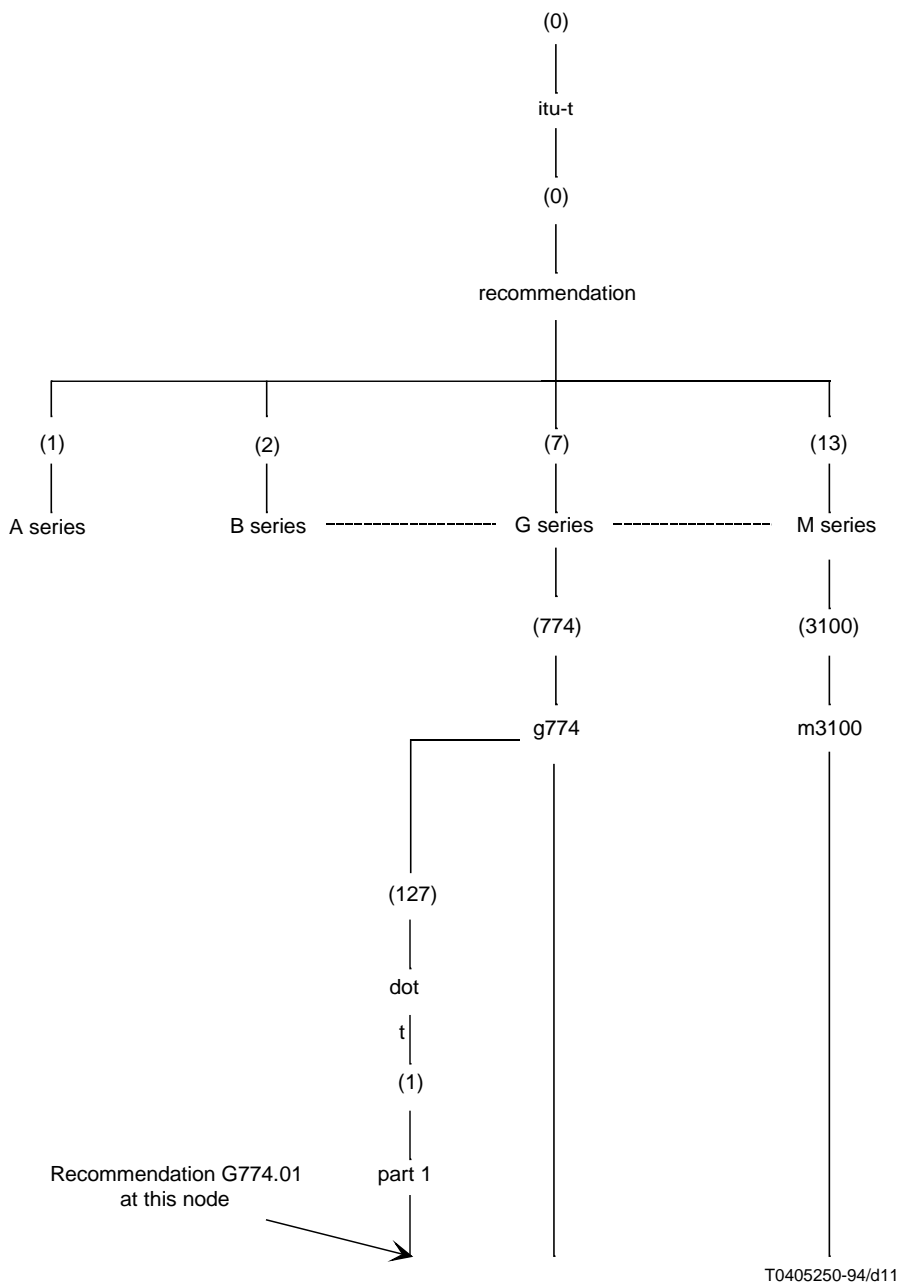 (0)
itu-t
(0)
recommendation
(1) (2) (7) (13)
A series B series G series M series
(774) (3100)
g774 m3100
(127)
dot
t
(1)
Recommendation G774.01
at this node
part 1
T0405250-94/d11